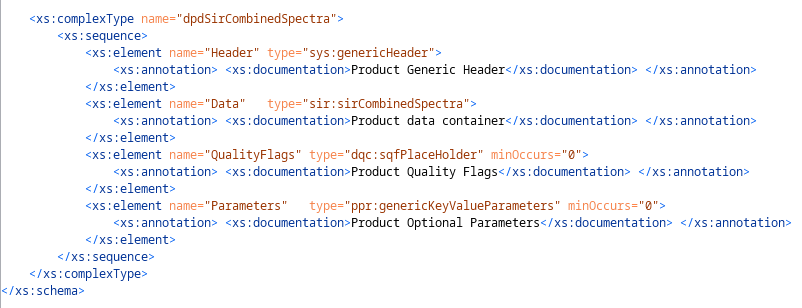 <xs:complexType name="dpdSirCombinedSpectra">
<xs:sequence>
<xs:element name="Header" type="sys:genericHeader">
<xs:annotation> <xs:documentation>Product Generic Header</xs:documentation> </xs:annotation>
</xs:element>
<xs:element name="Data" type="sir:sirCombinedSpectra">
<xs:annotation> <xs:documentation>Product data container</xs:documentation> </xs:annotation>
</xs:element>
<xs:element name="QualityFlags" type="dqc:sqfPlaceHolder" minOccurs="0">
<xs:annotation> <xs:documentation>Product Quality Flags</xs:documentation> </xs:annotation>
</xs:element>
<xs:element name="Parameters" type="ppr:genericKeyValueParameters" minOccurs="0">
<xs:annotation> <xs:documentation>Product Optional Parameters</xs:documentation> </xs:annotation>
</xs:element>
</xs:sequence>
</xs:complexType>
</xs:schema>